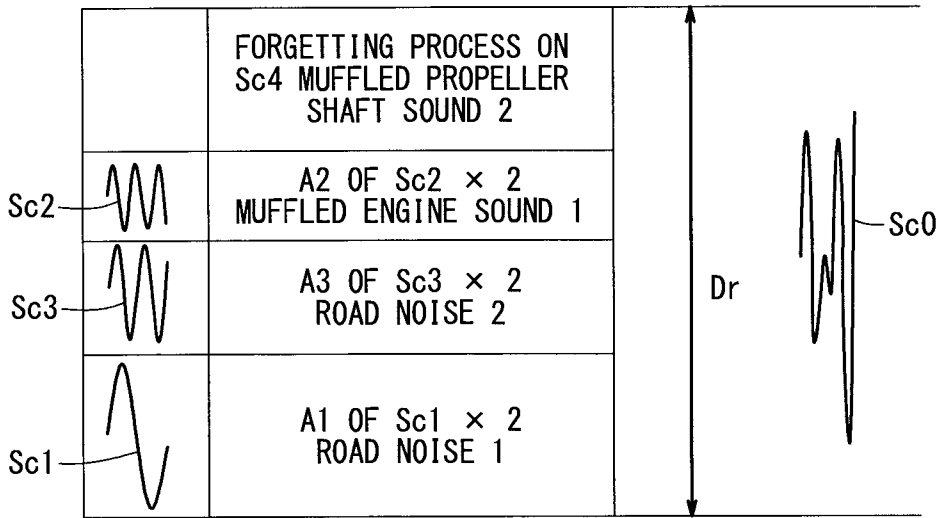 FORGETTING PROCESS ON
Sc4 MUFFLED PROPELLER
SHAFT SOUND 2
Sc2
A2 OF Sc2 × 2
MUFFLED ENGINE SOUND 1
Sc3
A3 OF Sc3 × 2
ROAD NOISE 2
Sc1
A1 OF Sc1 × 2
ROAD NOISE 1
Dr
Sc0